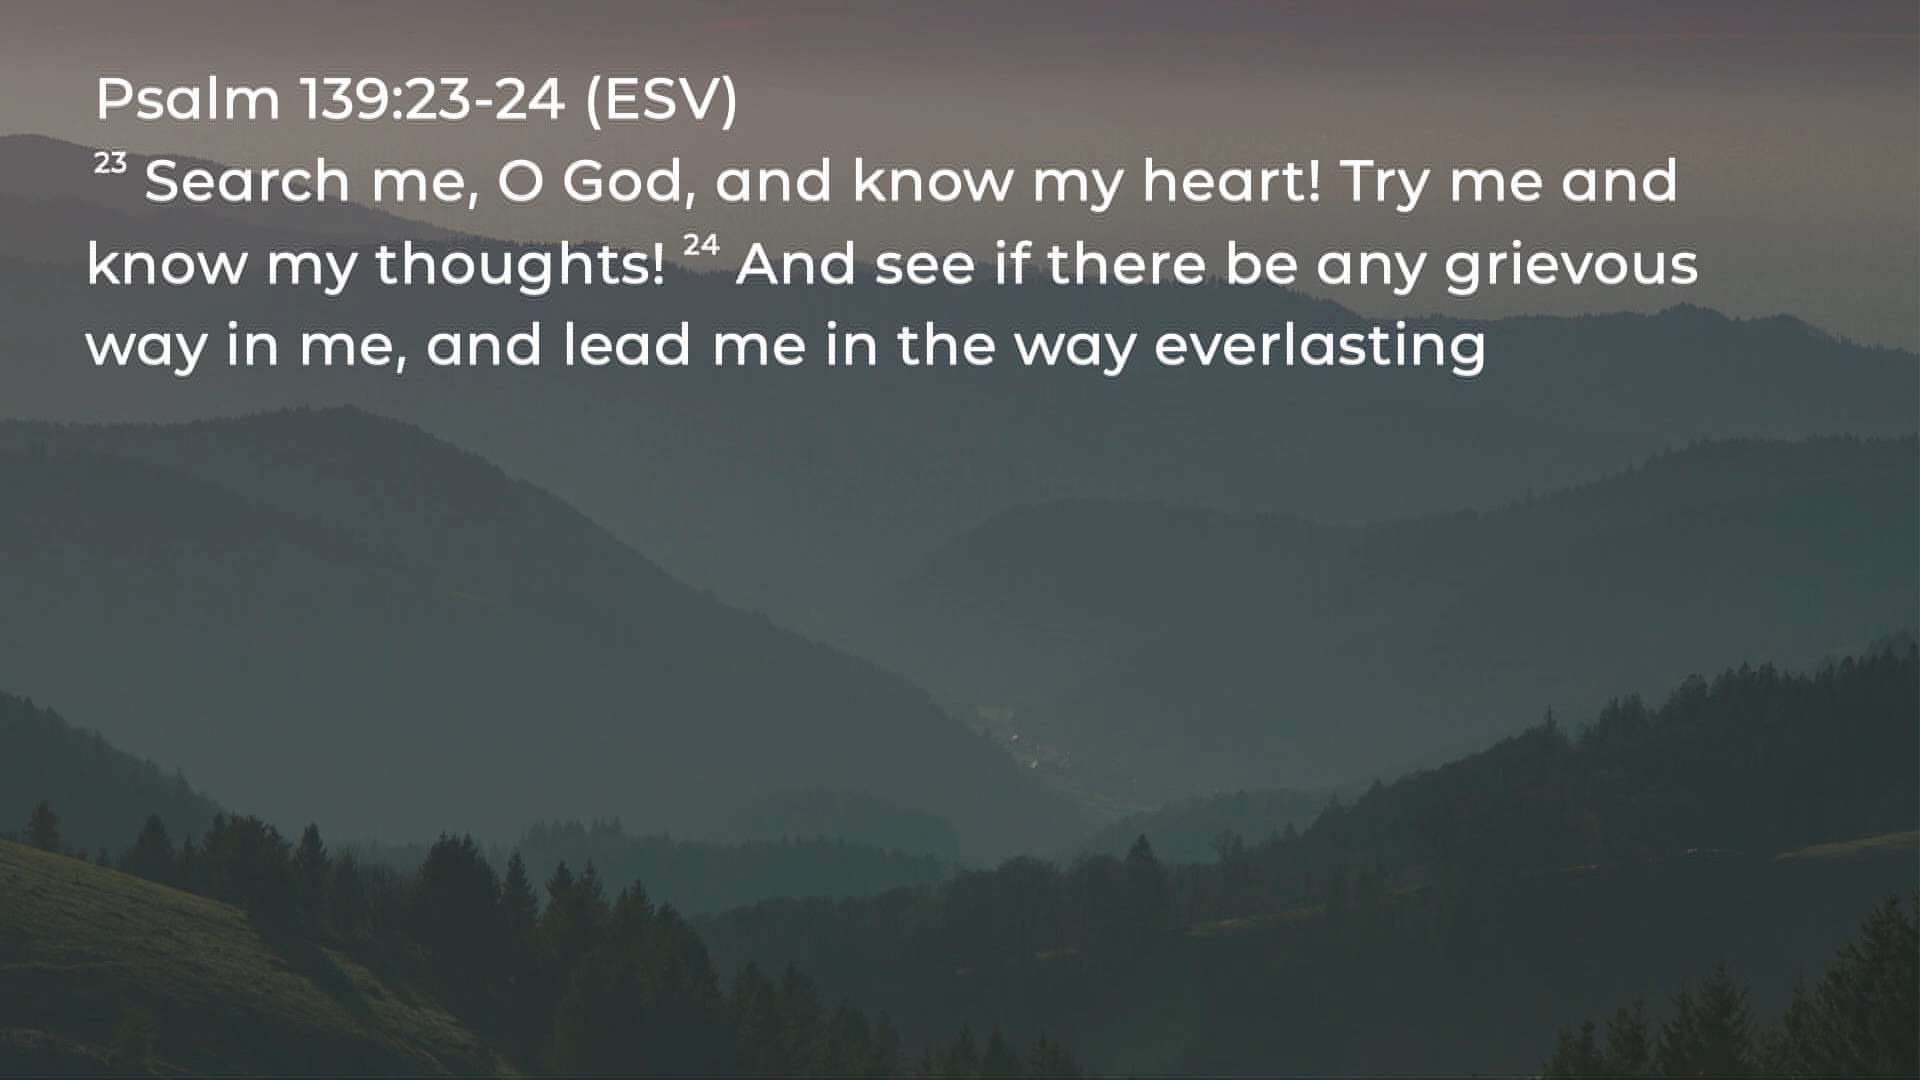 Psalm 139:23-24 (ESV)
23 Search me, O God, and know my heart! Try me and
know my thoughts! 24 And see if there be any grievous
way in me, and lead me in the way everlasting